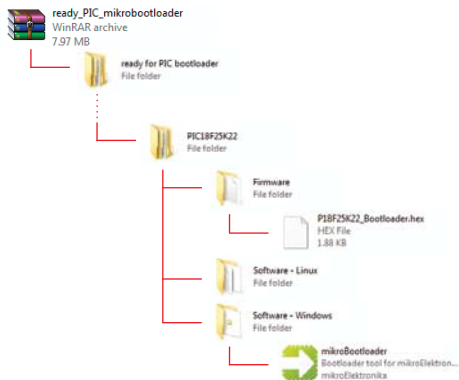 ready_PIC_mikrobootloader
WinRAR archive
7.97 MB
ready for PIC bootloader
File folder
PIC18F25K22
File folder
Firmware
File folder
P18F25K22_Bootloader.hex
HEX File
1.88 KB
Software - Linux
File folder
Software - Windows
File folder
mikroBootloader
Bootloader tool for mikroElektron...
mikroElektronika